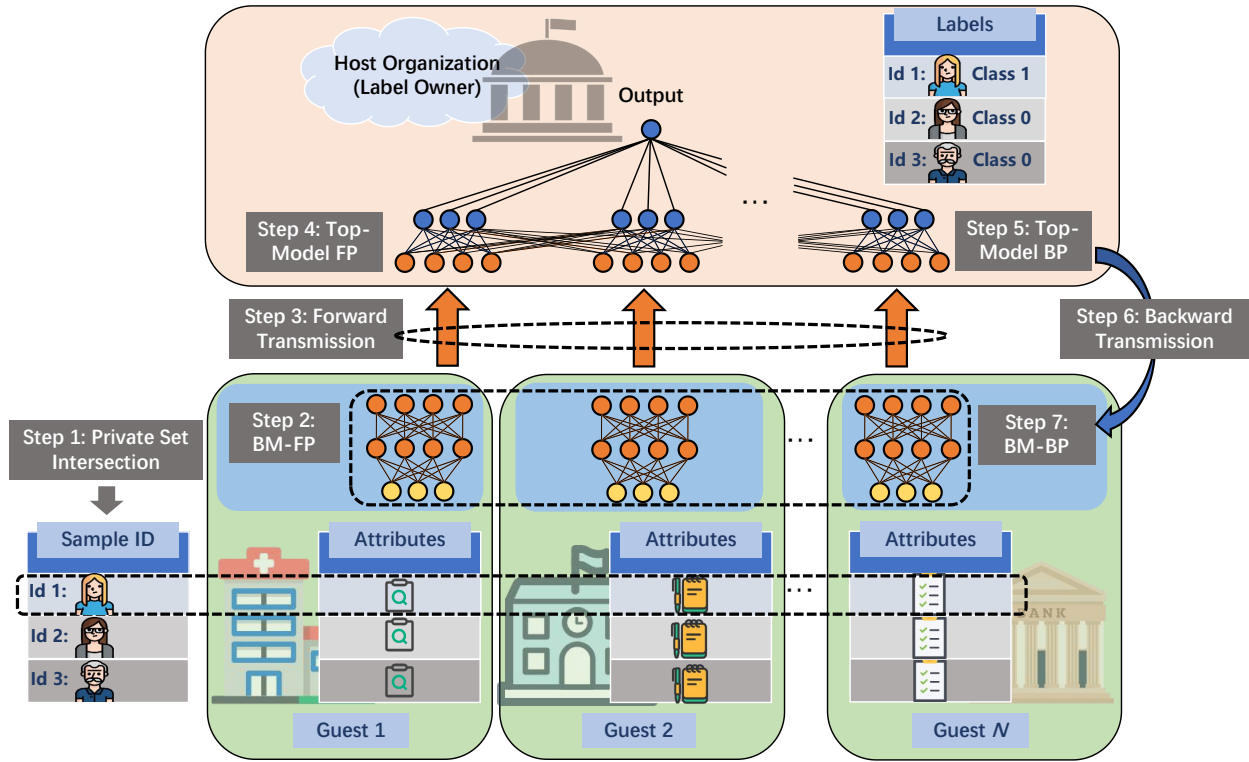 Host Organization
(Label Owner)
Output
Labels
Id 1: Class 1
Id 2: Class 0
Id 3: Class 0
Step 4: Top-
Model FP
...
Step 5: Top-
Model BP
Step 3: Forward
Transmission
Step 6: Backward
Transmission
Step 1: Private Set
Intersection
Step 2:
BM-FP
...
Step 7:
BM-BP
Sample ID
Id 1:
Id 2:
Id 3:
Attributes
Attributes
...
Attributes
BANK
Guest 1
Guest 2
Guest N